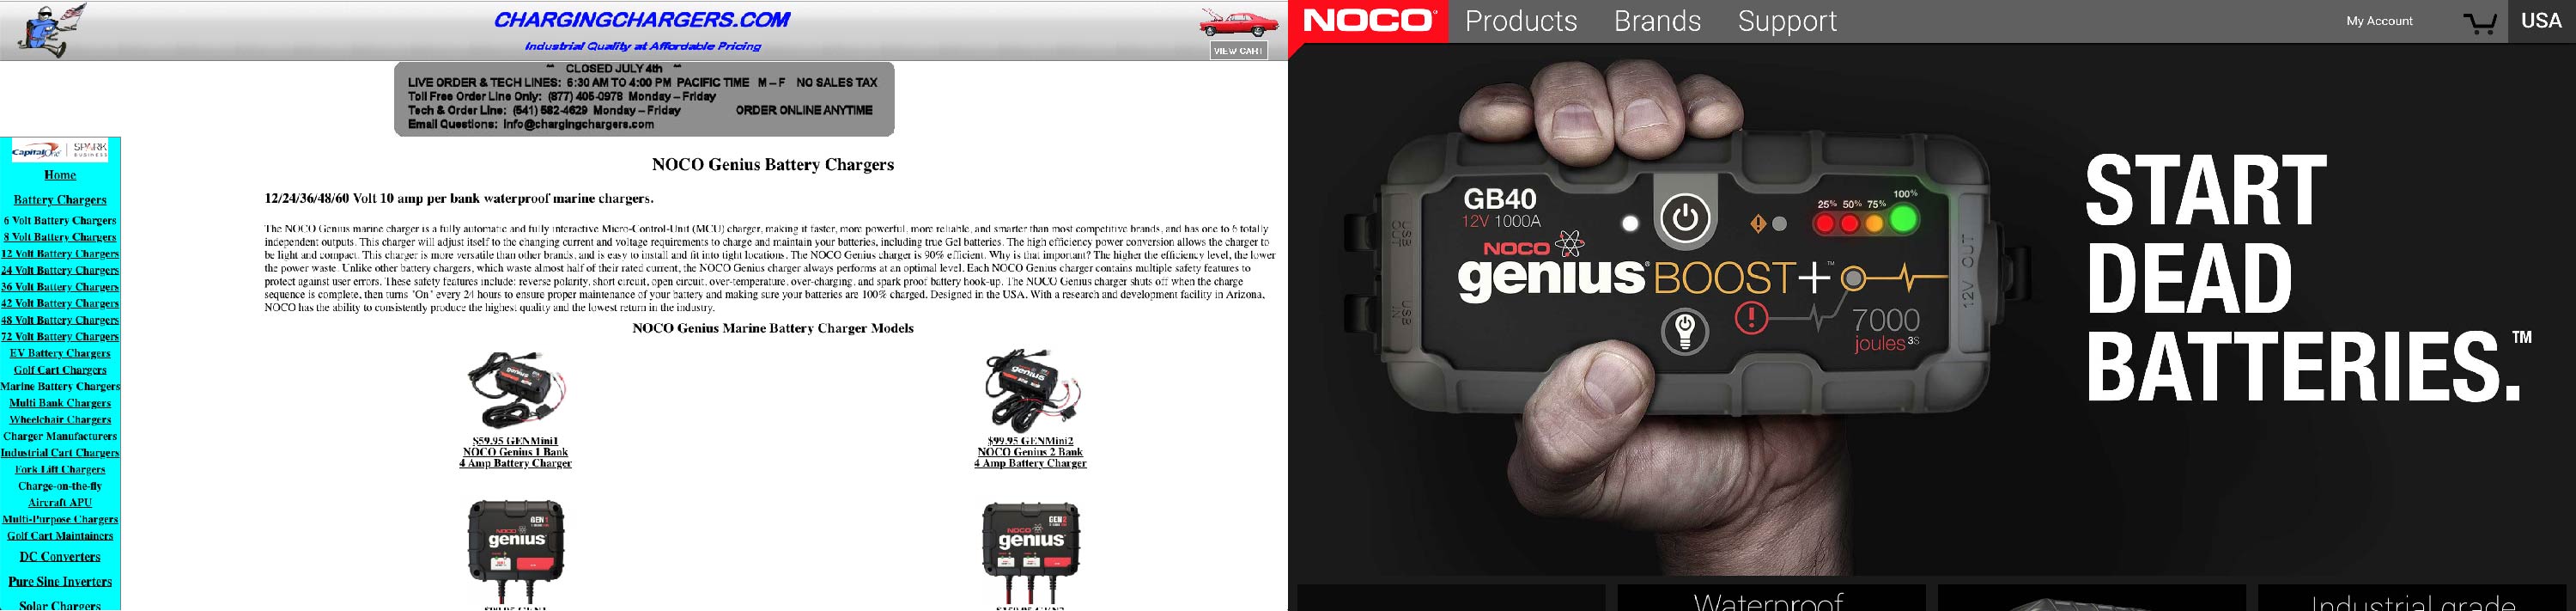 CHARGINGCHARGERS.COM
Industrial Quality at Affordable Pricing
VIEW CART
** CLOSED JULY 4th **
LIVE ORDER & TECH LINES: 6:30 AM TO 4:00 PM PACIFIC TIME M – F NO SALES TAX
Toll Free Order Line Only: (877) 405-0978 Monday – Friday
Tech & Order Line: (541) 582-4629 Monday – Friday ORDER ONLINE ANYTIME
Email Questions: info@chargingchargers.com
Capital One | SPARK BUSINESS
Home
Battery Chargers
6 Volt Battery Chargers
8 Volt Battery Chargers
12 Volt Battery Chargers
24 Volt Battery Chargers
36 Volt Battery Chargers
42 Volt Battery Chargers
48 Volt Battery Chargers
72 Volt Battery Chargers
EV Battery Chargers
Golf Cart Chargers
Marine Battery Chargers
Multi Bank Chargers
Wheelchair Chargers
Charger Manufacturers
Industrial Cart Chargers
Fork Lift Chargers
Charge-on-the-fly
Aircraft APU
Multi-Purpose Chargers
Golf Cart Maintainers
DC Converters
Pure Sine Inverters
Solar Chargers
NOCO Genius Battery Chargers
12/24/36/48/60 Volt 10 amp per bank waterproof marine chargers.
The NOCO Genius marine charger is a fully automatic and fully interactive Micro-Control-Unit (MCU) charger, making it faster, more powerful, more reliable, and smarter than most competitive brands, and has one to 6 totally
independent outputs. This charger will adjust itself to the changing current and voltage requirements to charge and maintain your batteries, including true Gel batteries. The high efficiency power conversion allows the charger to
be light and compact. This charger is more versatile than other brands, and is easy to install and fit into tight locations. The NOCO Genius charger is 90% efficient. Why is that important? The higher the efficiency level, the lower
the power waste. Unlike other battery chargers, which waste almost half of their rated current, the NOCO Genius charger always performs at an optimal level. Each NOCO Genius charger contains multiple safety features to
protect against user errors. These safety features include: reverse polarity, short circuit, open circuit, over-temperature, over-charging, and spark proof battery hook-up. The NOCO Genius charger shuts off when the charge
sequence is complete, then turns "On" every 24 hours to ensure proper maintenance of your battery and making sure your batteries are 100% charged. Designed in the USA. With a research and development facility in Arizona,
NOCO has the ability to consistently produce the highest quality and the lowest return in the industry.
NOCO Genius Marine Battery Charger Models
genius
genius
$59.95 GENMini1
NOCO Genius 1 Bank
4 Amp Battery Charger
$99.95 GENMini2
NOCO Genius 2 Bank
4 Amp Battery Charger
GEN1
NOCO
genius
GEN2
NOCO
genius
NOCO
Products Brands Support
My Account
USA
GB40
12V 1000A
25% 50% 75% 100%
NOCO
genius BOOST+™
7000
joules3S
USB OUT
USB IN
12V OUT
START
DEAD
BATTERIES.™
Waterproof
Industrial grade